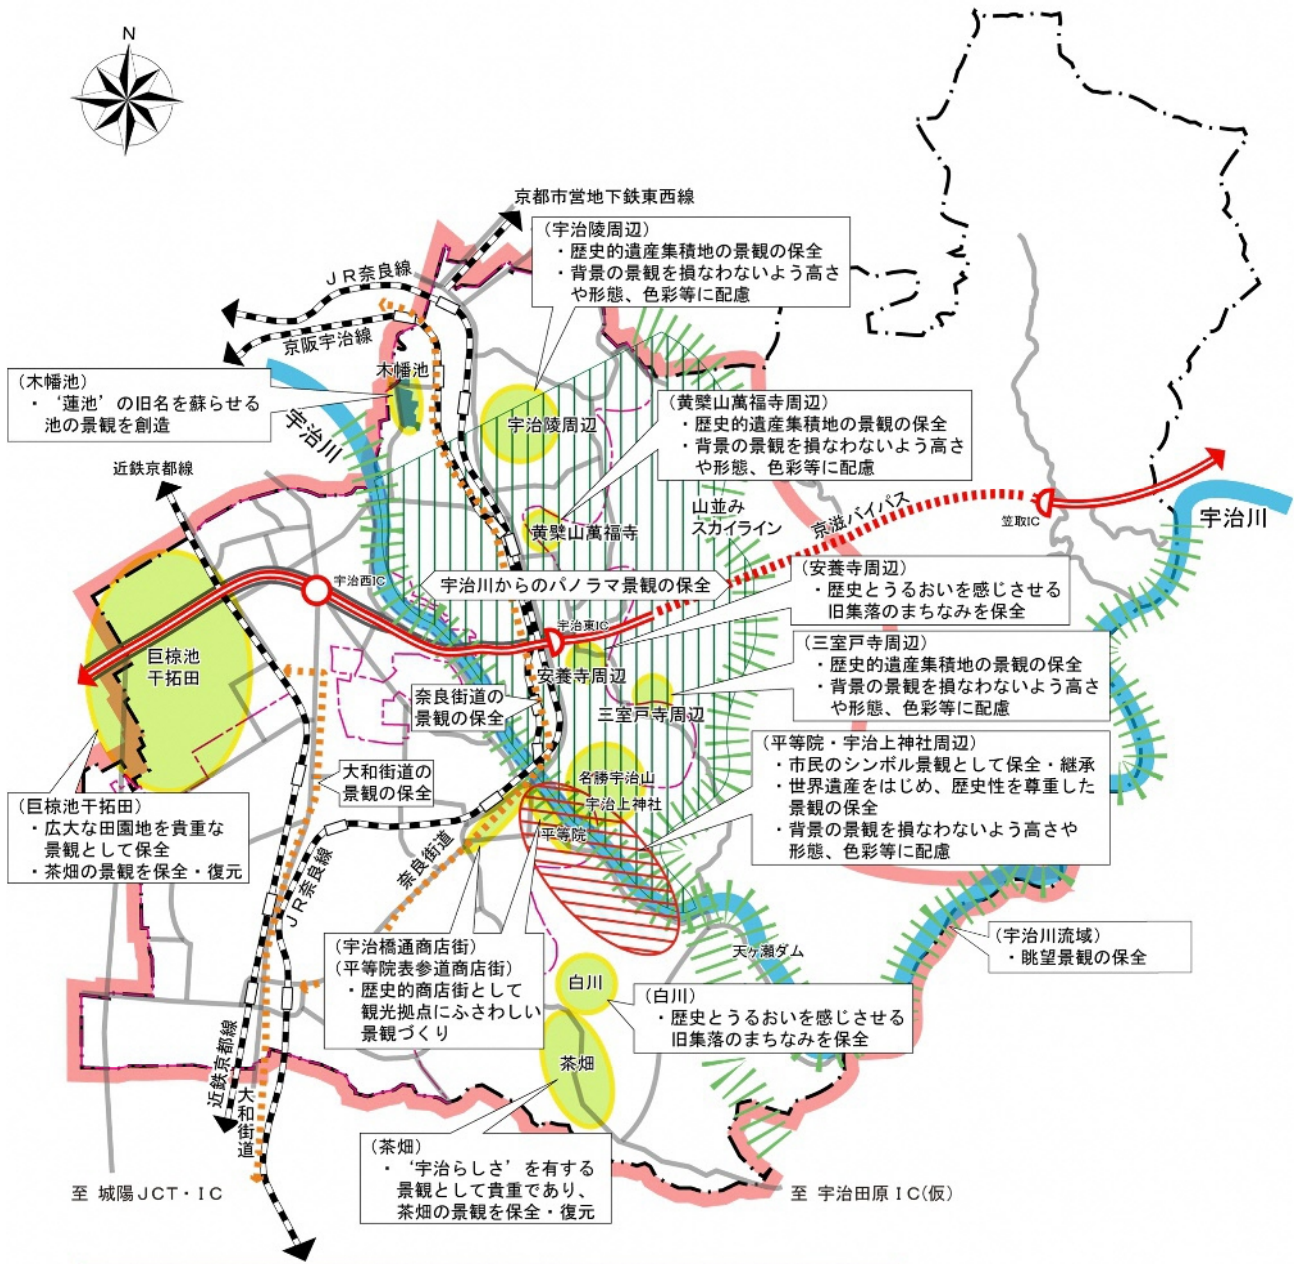 N
京都市営地下鉄東西線
(宇治陵周辺)
・歴史的遺産集積地の景観の保全
・背景の景観を損なわないよう高さ
や形態、色彩等に配慮
JR奈良線
京阪宇治線
木幡池
(木幡池)
・‘蓮池’の旧名を蘇らせる
池の景観を創造
宇治川
宇治陵周辺
(黄檗山萬福寺周辺)
・歴史的遺産集積地の景観の保全
・背景の景観を損なわないよう高さ
や形態、色彩等に配慮
近鉄京都線
黄檗山萬福寺
山並み
スカイライン
京滋バイパス
笠取IC
宇治川
宇治西IC
宇治川からのパノラマ景観の保全
(安養寺周辺)
・歴史とうるおいを感じさせる
旧集落のまちなみを保全
宇治東IC
巨椋池
干拓田
安養寺周辺
(三室戸寺周辺)
・歴史的遺産集積地の景観の保全
・背景の景観を損なわないよう高さ
や形態、色彩等に配慮
奈良街道の
景観の保全
三室戸寺周辺
(平等院・宇治上神社周辺)
・市民のシンボル景観として保全・継承
・世界遺産をはじめ、歴史性を尊重した
景観の保全
・背景の景観を損なわないよう高さや
形態、色彩等に配慮
大和街道の
景観の保全
名勝宇治山
宇治上神社
平等院
(巨椋池干拓田)
・広大な田園地を貴重な
景観として保全
・茶畑の景観を保全・復元
奈良街道
JR奈良線
(宇治橋通商店街)
(平等院表参道商店街)
・歴史的商店街として
観光拠点にふさわしい
景観づくり
天ヶ瀬ダム
(宇治川流域)
・眺望景観の保全
白川
(白川)
・歴史とうるおいを感じさせる
旧集落のまちなみを保全
茶畑
近鉄京都線
大和街道
(茶畑)
・‘宇治らしさ’を有する
景観として貴重であり、
茶畑の景観を保全・復元
至 城陽JCT・IC
至 宇治田原IC(仮)